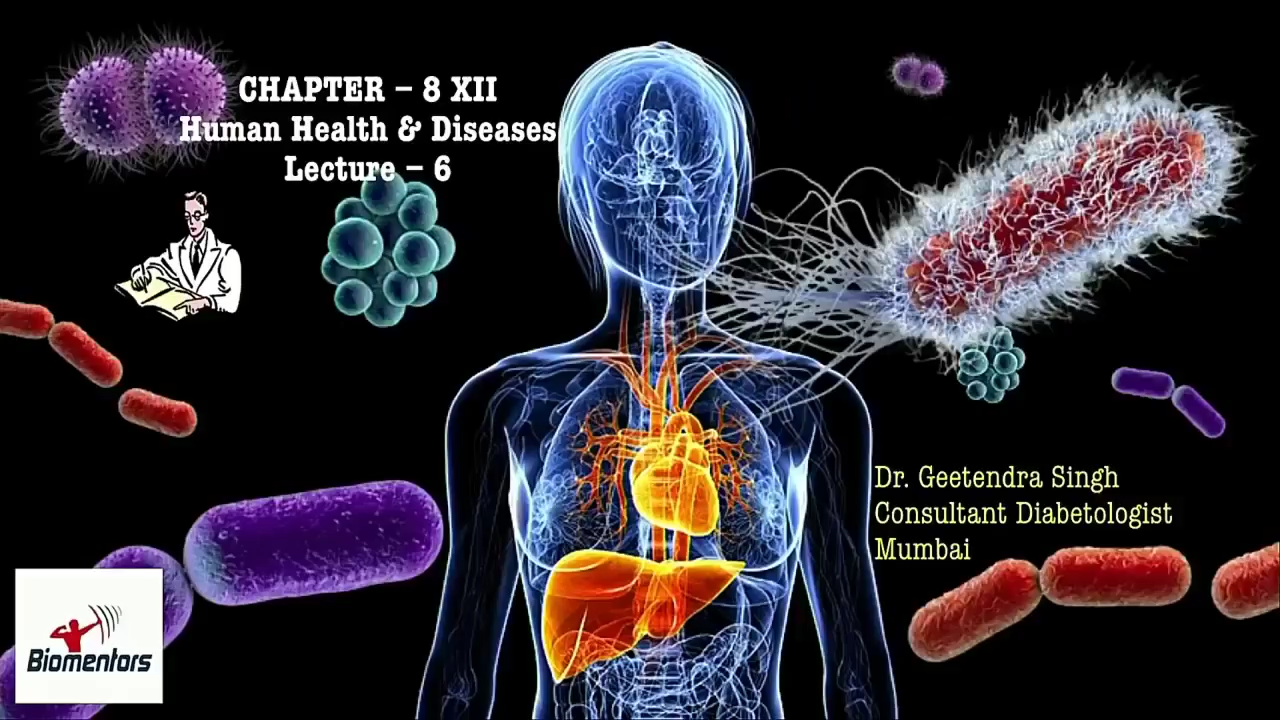 CHAPTER – 8 XII
Human Health & Diseases
Lecture – 6
Dr. Geetendra Singh
Consultant Diabetologist
Mumbai
Biomentors